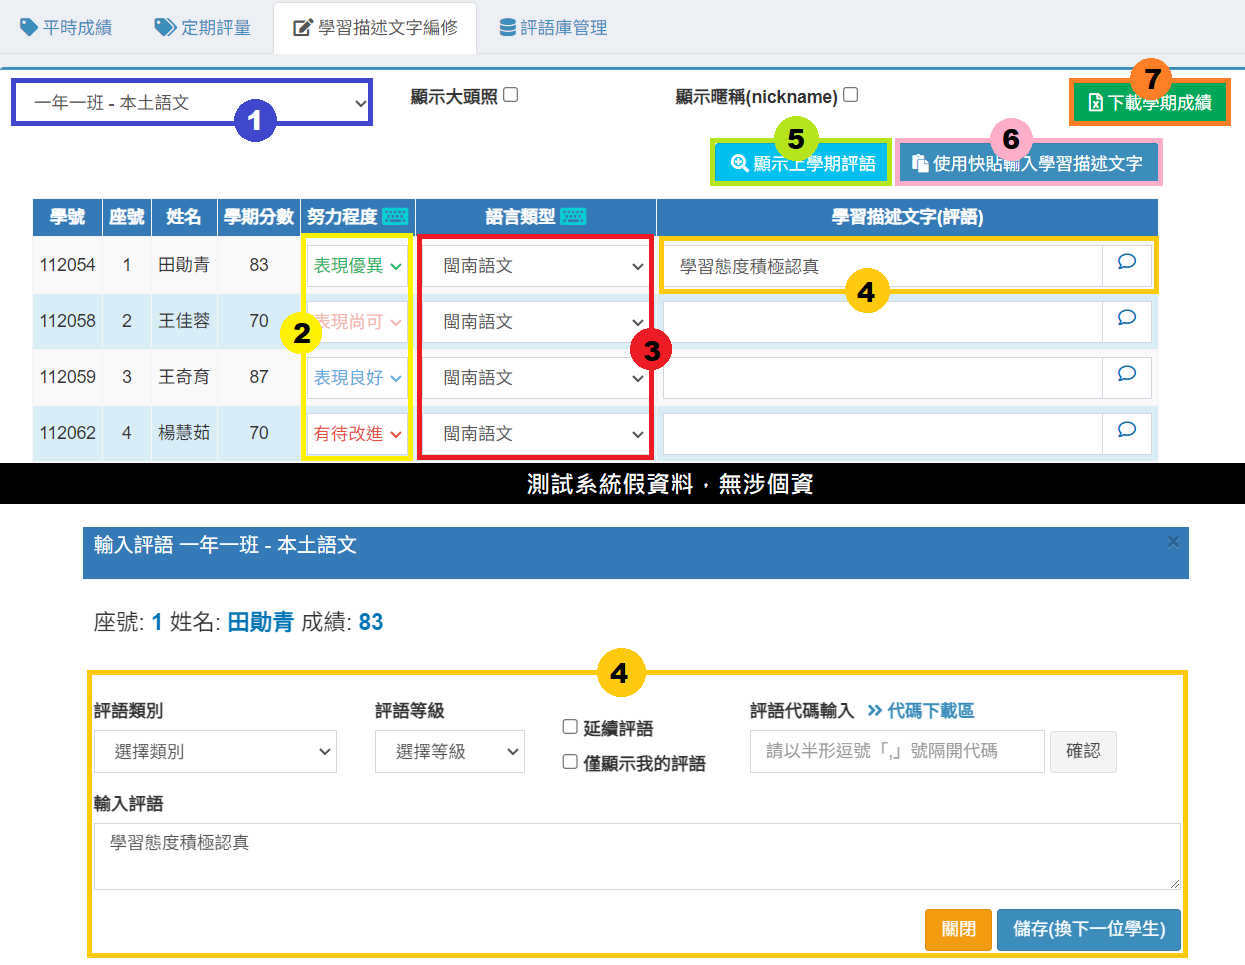 平時成績 定期評量 學習描述文字編修 評語庫管理
一年一班 - 本土語文 顯示大頭照 顯示暱稱(nickname) 下載學期成績
1 7
5 6
顯示上學期評語 使用快貼輸入學習描述文字
學號 座號 姓名 學期分數 努力程度 語言類型 學習描述文字(評語)
112054 1 田勛青 83 表現優異 閩南語文 學習態度積極認真
4
112058 2 王佳蓉 70 表現尚可 閩南語文
2 3
112059 3 王奇育 87 表現良好 閩南語文
112062 4 楊慧茹 70 有待改進 閩南語文
測試系統假資料，無涉個資
輸入評語 一年一班 - 本土語文 ×
座號: 1 姓名: 田勛青 成績: 83
4
評語類別 評語等級 評語代碼輸入 代碼下載區
延續評語
選擇類別 選擇等級 請以半形逗號「,」號隔開代碼 確認
僅顯示我的評語
輸入評語
學習態度積極認真
關閉 儲存(換下一位學生)